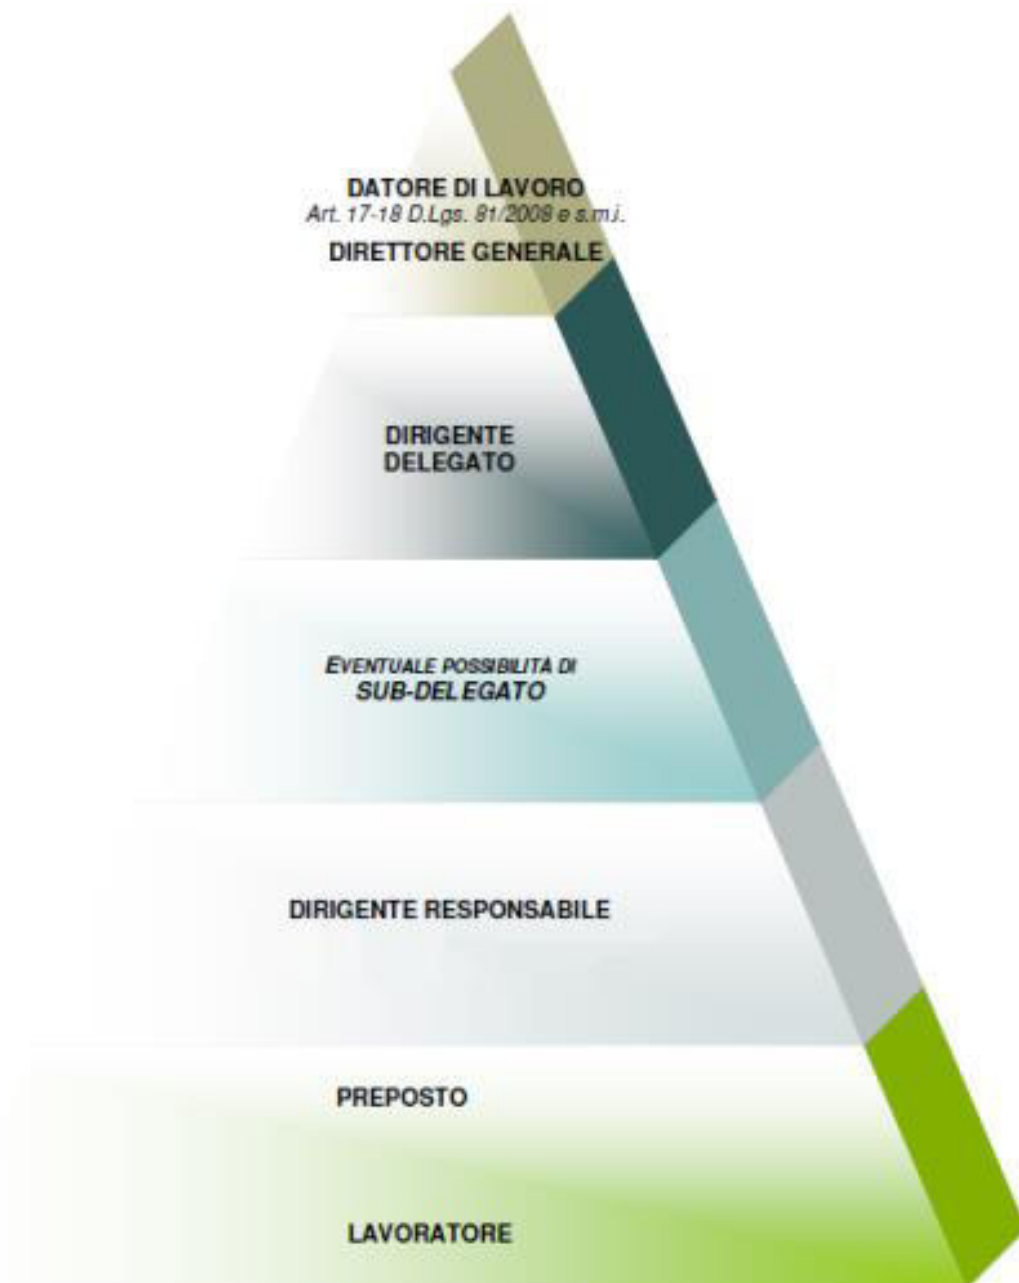 DATORE DI LAVORO
Art. 17-18 D.Lgs. 81/2008 e s.m.i.
DIRETTORE GENERALE
DIRIGENTE
DELEGATO
EVENTUALE POSSIBILITÀ DI
SUB-DELEGATO
DIRIGENTE RESPONSABILE
PREPOSTO
LAVORATORE